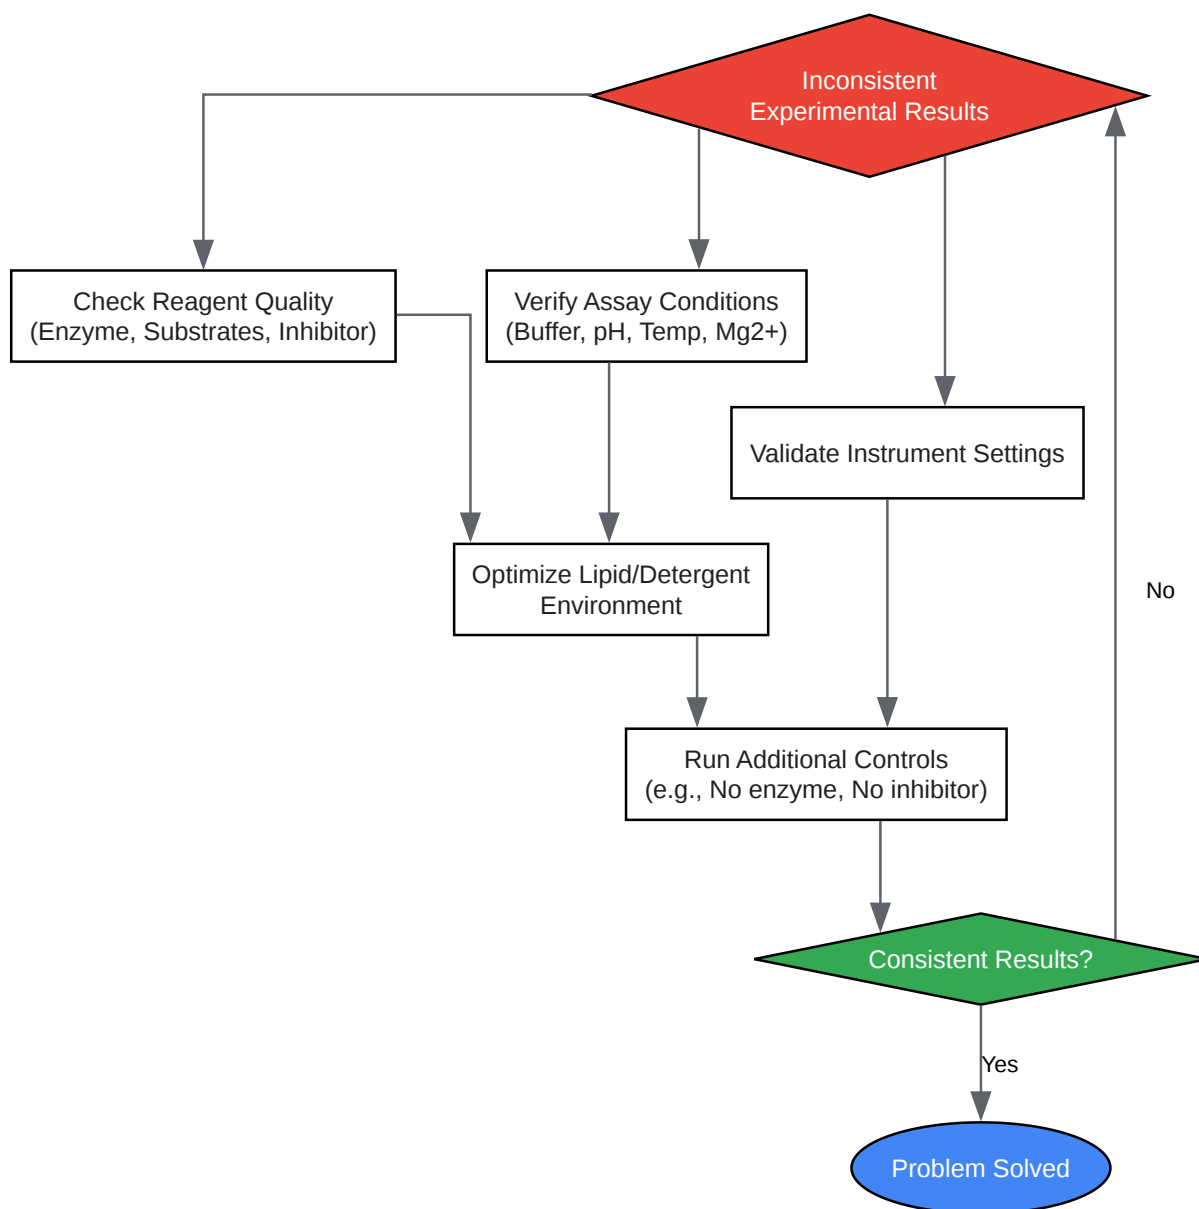 Inconsistent
Experimental Results
Check Reagent Quality
(Enzyme, Substrates, Inhibitor)
Verify Assay Conditions
(Buffer, pH, Temp, Mg2+)
Validate Instrument Settings
Optimize Lipid/Detergent
Environment
No
Run Additional Controls
(e.g., No enzyme, No inhibitor)
Consistent Results?
Yes
Problem Solved